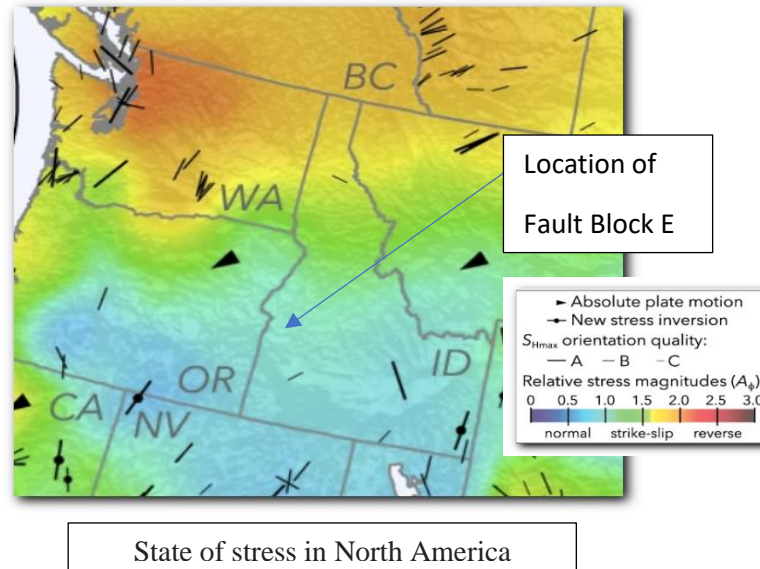 BC
WA
OR
ID
CA
NV
Location of
Fault Block E
Absolute plate motion
New stress inversion
SHmax orientation quality:
A B C
Relative stress magnitudes (Aϕ)
0 0.5 1.0 1.5 2.0 2.5 3.0
normal strike-slip reverse
State of stress in North America